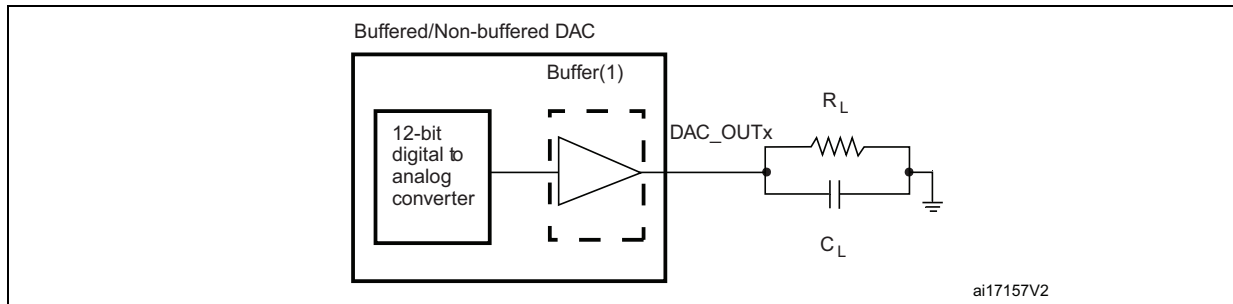 Buffered/Non-buffered DAC
Buffer(1)
12-bit
digital to
analog
converter
DAC_OUTx
R L
C L
ai17157V2